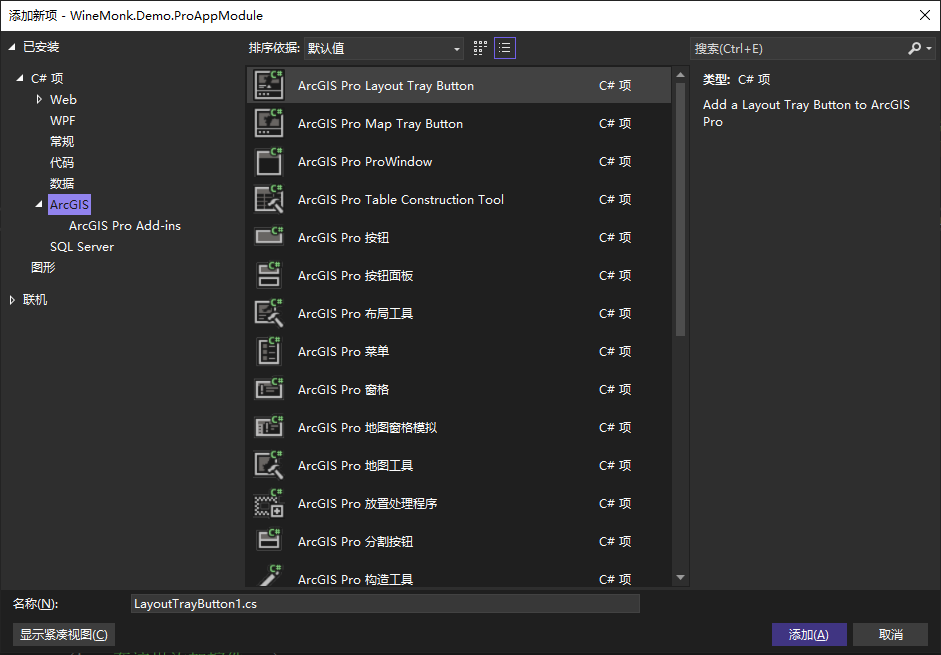 添加新项 - WineMonk.Demo.ProAppModule
已安装
C# 项
Web
WPF
常规
代码
数据
ArcGIS
ArcGIS Pro Add-ins
SQL Server
图形
联机
排序依据: 默认值
ArcGIS Pro Layout Tray Button C# 项
ArcGIS Pro Map Tray Button C# 项
ArcGIS Pro ProWindow C# 项
ArcGIS Pro Table Construction Tool C# 项
ArcGIS Pro 按钮 C# 项
ArcGIS Pro 按钮面板 C# 项
ArcGIS Pro 布局工具 C# 项
ArcGIS Pro 菜单 C# 项
ArcGIS Pro 窗格 C# 项
ArcGIS Pro 地图窗格模拟 C# 项
ArcGIS Pro 地图工具 C# 项
ArcGIS Pro 放置处理程序 C# 项
ArcGIS Pro 分割按钮 C# 项
ArcGIS Pro 构造工具 C# 项
搜索(Ctrl+E)
类型: C# 项
Add a Layout Tray Button to ArcGIS
Pro
名称(N): LayoutTrayButton1.cs
显示紧凑视图(C)
添加(A) 取消